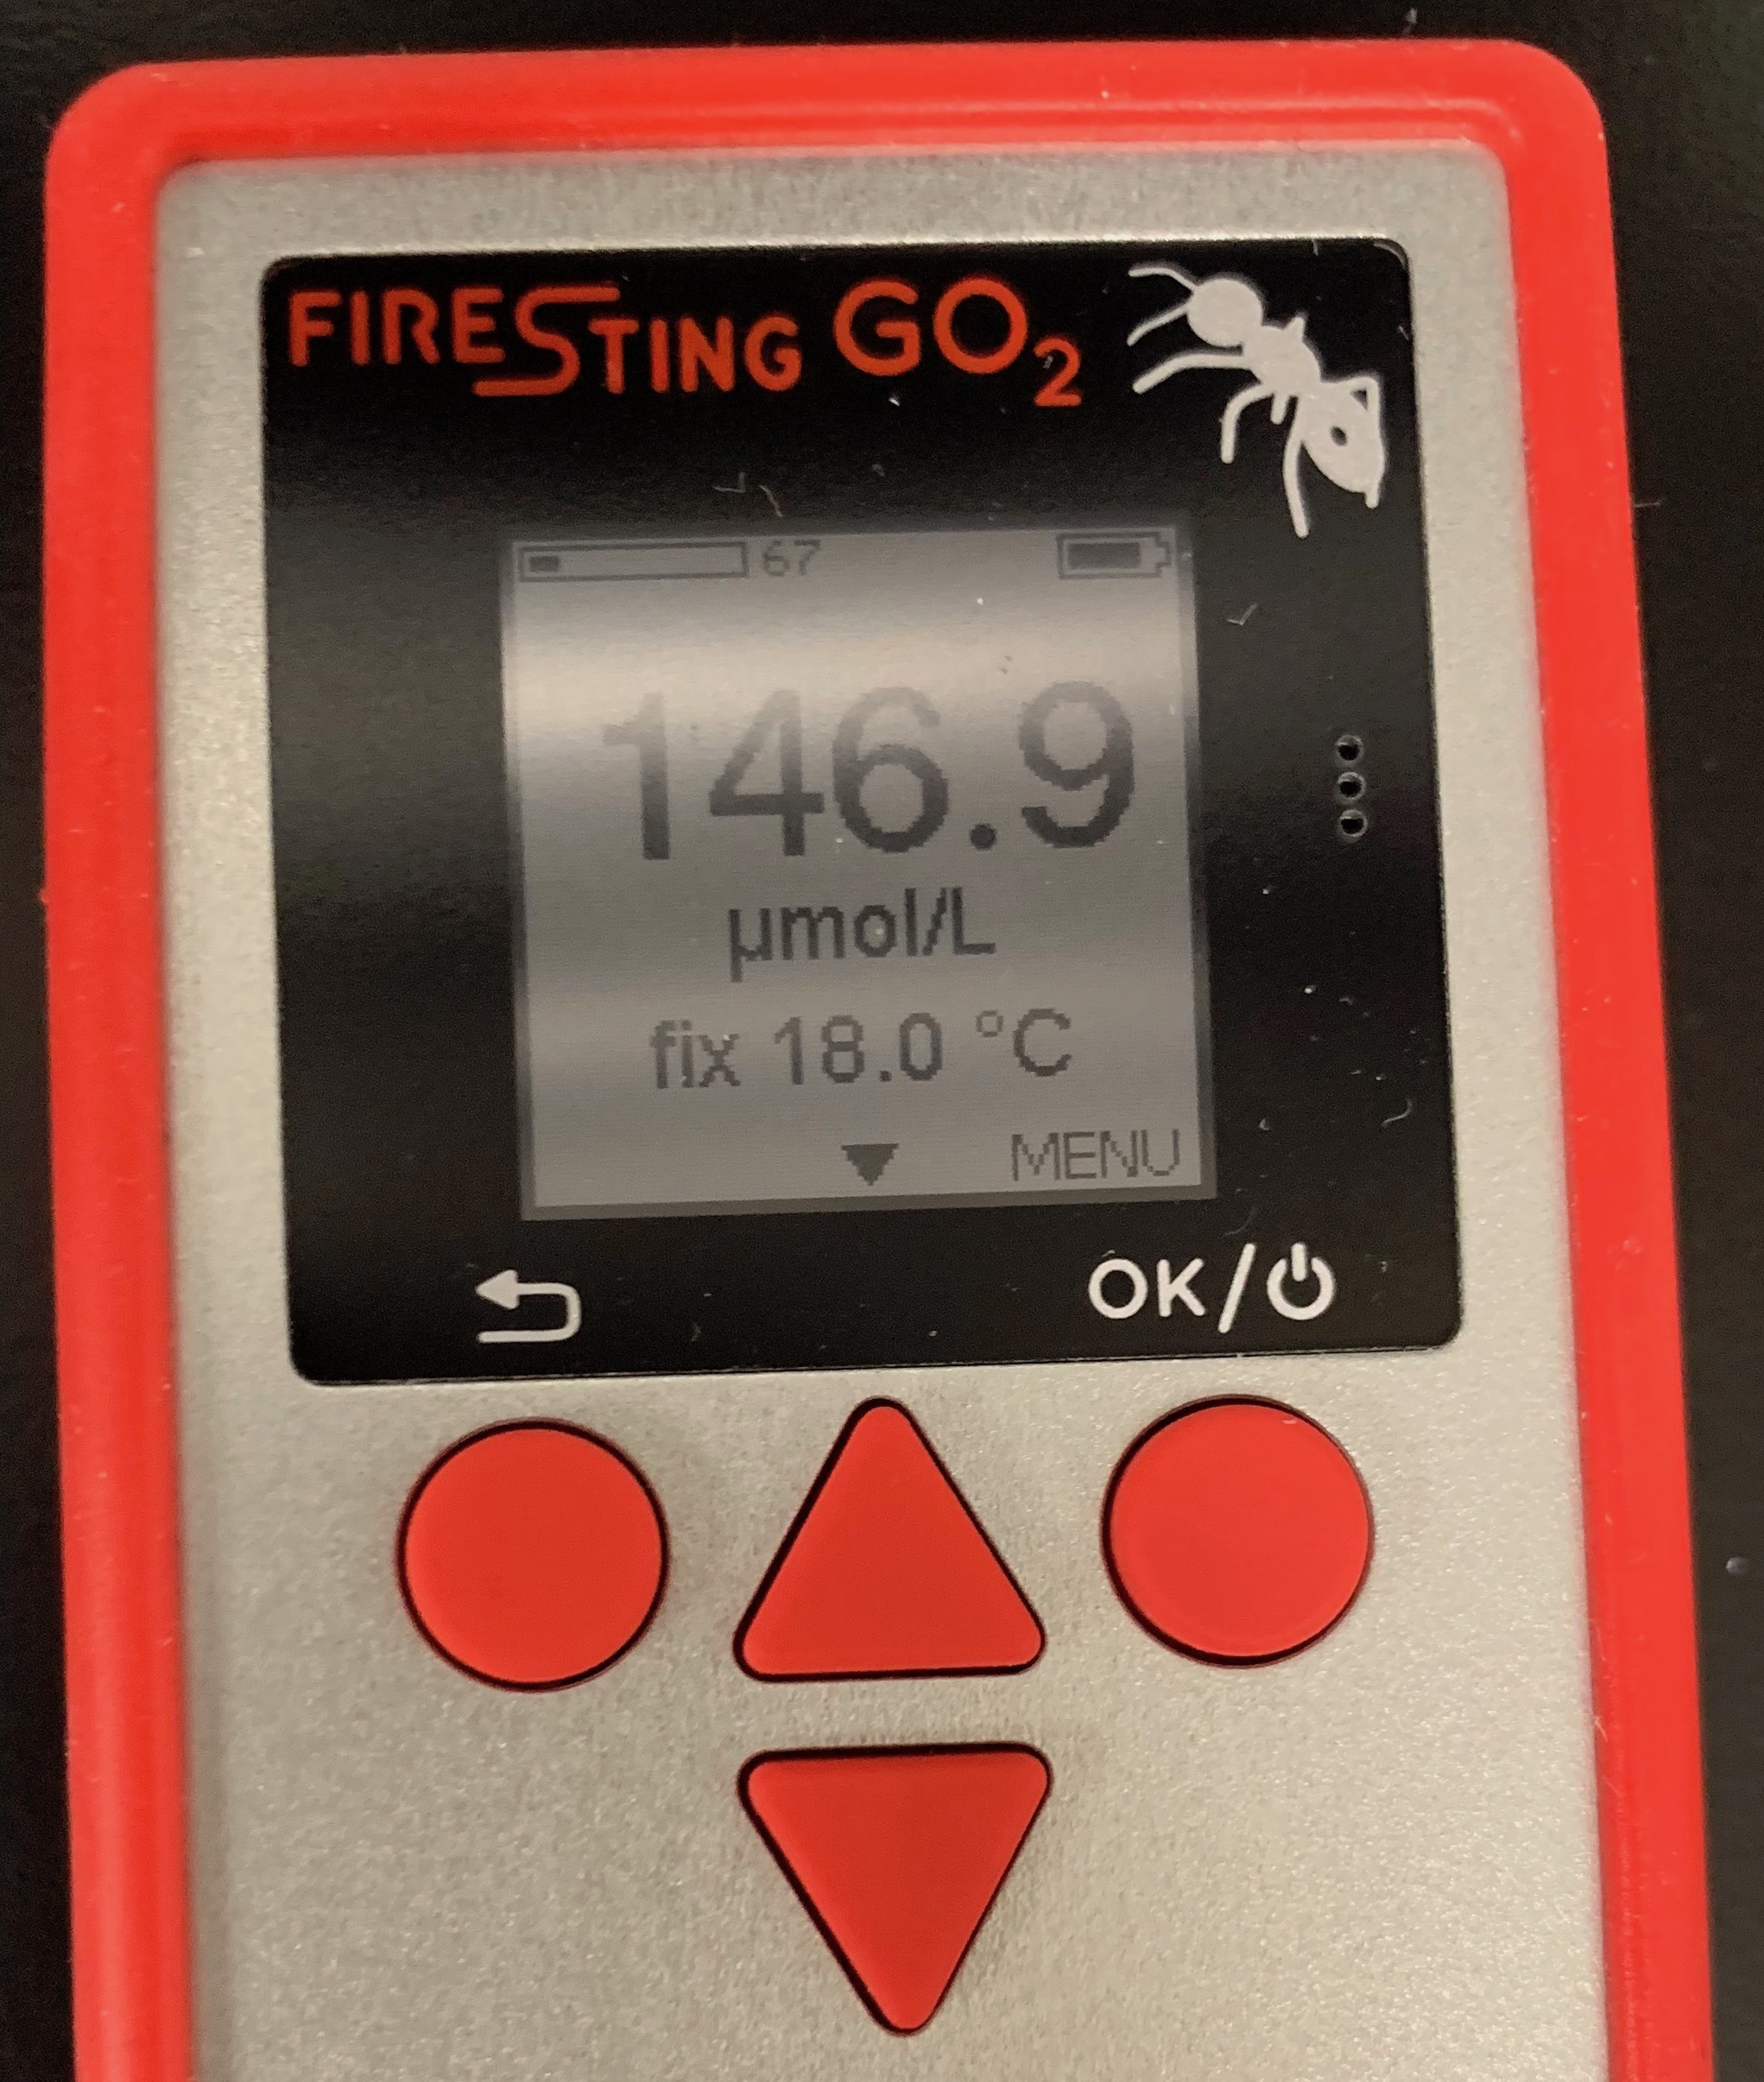 FIRESTING GO2
67
146.9
µmol/L
fix 18.0 °C
MENU
OK/